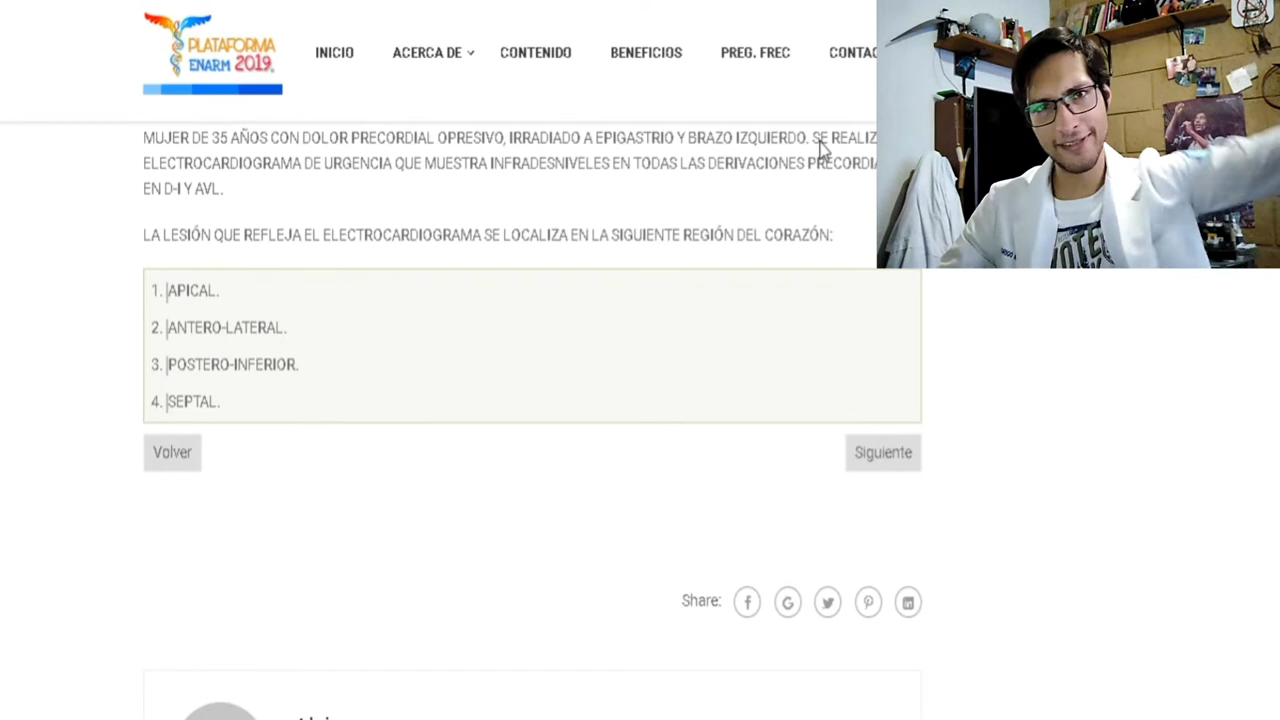 PLATAFORMA
ENARM 2019
INICIO ACERCA DE CONTENIDO BENEFICIOS PREG. FREC CONTAC
MUJER DE 35 AÑOS CON DOLOR PRECORDIAL OPRESIVO, IRRADIADO A EPIGASTRIO Y BRAZO IZQUIERDO. SE REALIZ
ELECTROCARDIOGRAMA DE URGENCIA QUE MUESTRA INFRADESNIVELES EN TODAS LAS DERIVACIONES PRECORDIA
EN D-I Y AVL.
LA LESIÓN QUE REFLEJA EL ELECTROCARDIOGRAMA SE LOCALIZA EN LA SIGUIENTE REGIÓN DEL CORAZÓN:
1. APICAL.
2. ANTERO-LATERAL.
3. POSTERO-INFERIOR.
4. SEPTAL.
Volver Siguiente
Share: